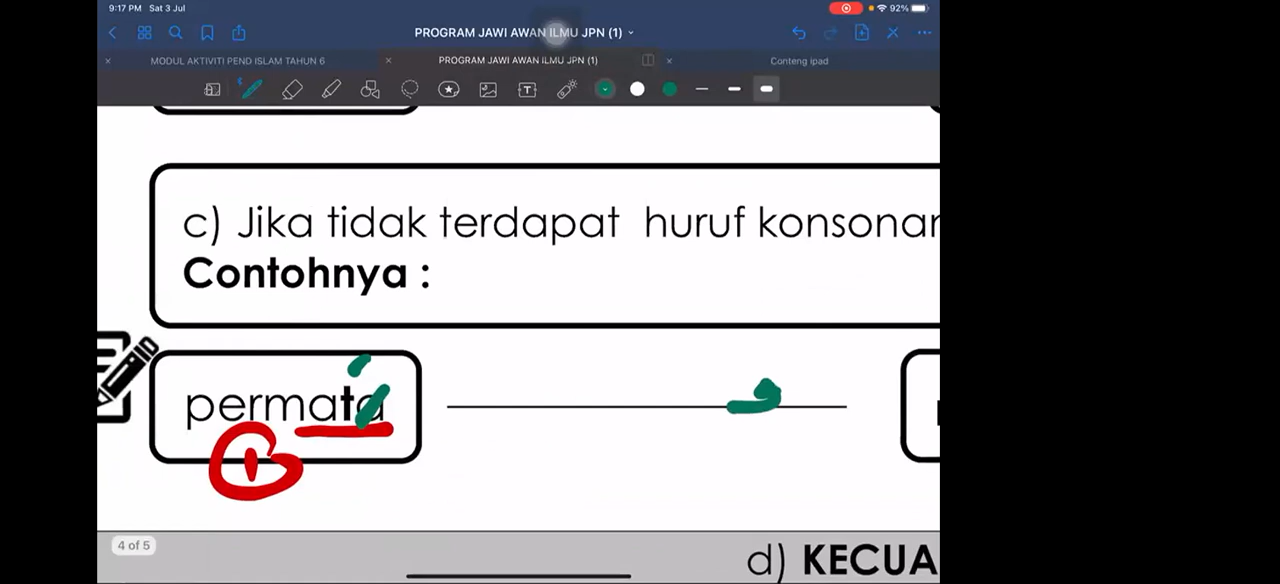 9:17 PM Sat 3 Jul
92%
PROGRAM JAWI AWAN ILMU JPN (1)
MODUL AKTIVITI PEND ISLAM TAHUN 6
PROGRAM JAWI AWAN ILMU JPN (1)
Conteng ipad
c) Jika tidak terdapat huruf konsonan
Contohnya :
permata
1
4 of 5
d) KECUA